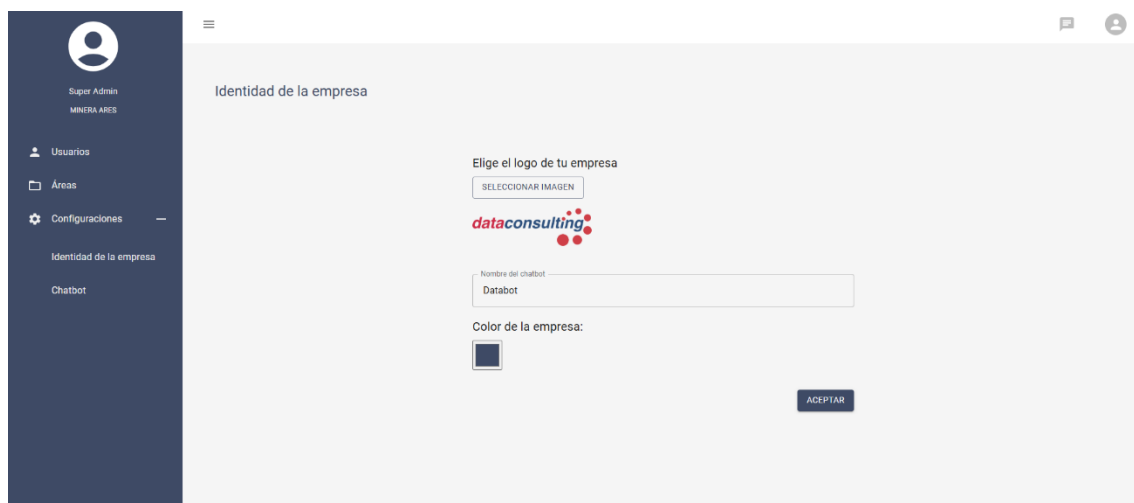 Super Admin
MINERA ARES
Usuarios
Áreas
Configuraciones
Identidad de la empresa
Chatbot
Identidad de la empresa
Elige el logo de tu empresa
SELECCIONAR IMAGEN
dataconsulting
Nombre del chatbot
Databot
Color de la empresa:
ACEPTAR